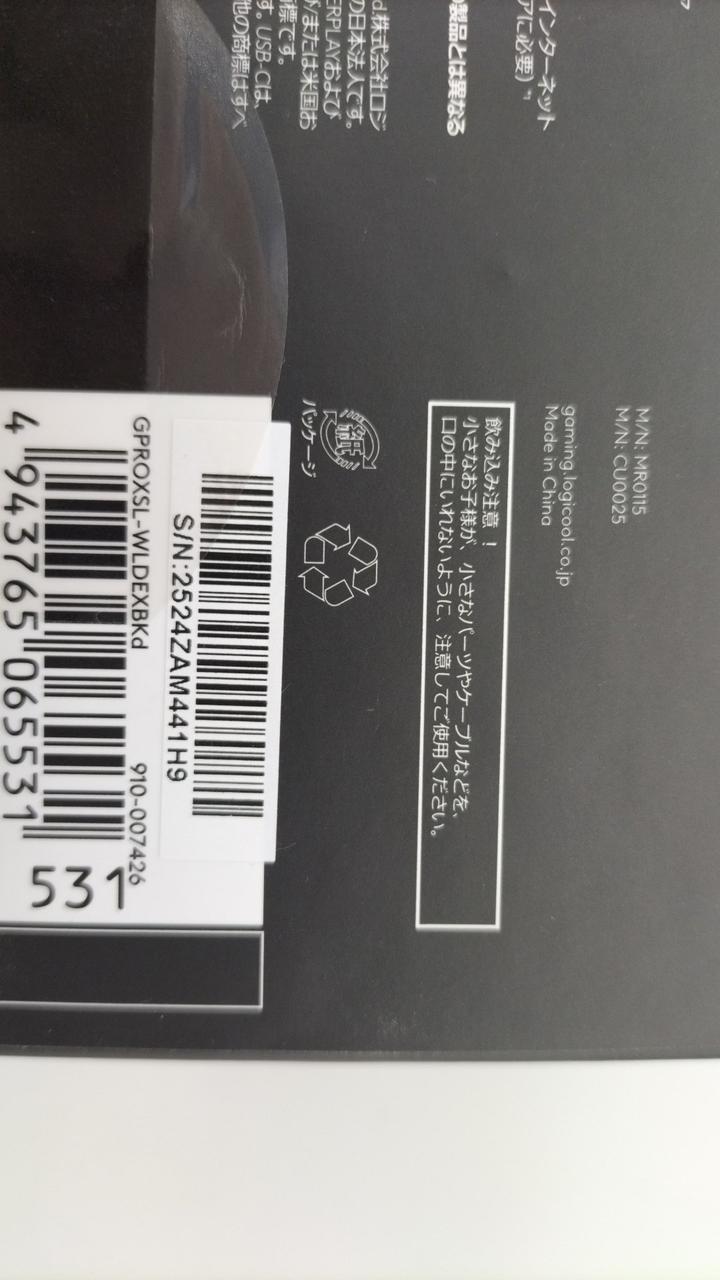 インターネット
アに必要) *1
の製品とは異なる
d株式会社ロジ
の日本法人です。
ERPLAYおよび
/または米国お
標です。
す。USB-Cは、
他の商標はすべ
M/N: MR0115
M/N: CU0025
gaming.logicool.co.jp
Made in China
飲み込み注意！
小さなお子様が、小さなパーツやケーブルなどを、
口の中にいれないように、注意してご使用ください。
紙
パッケージ
S/N:2524ZAM441H9
GPROXSL-WLDEXBKd 910-007426
4 943765 065531
531